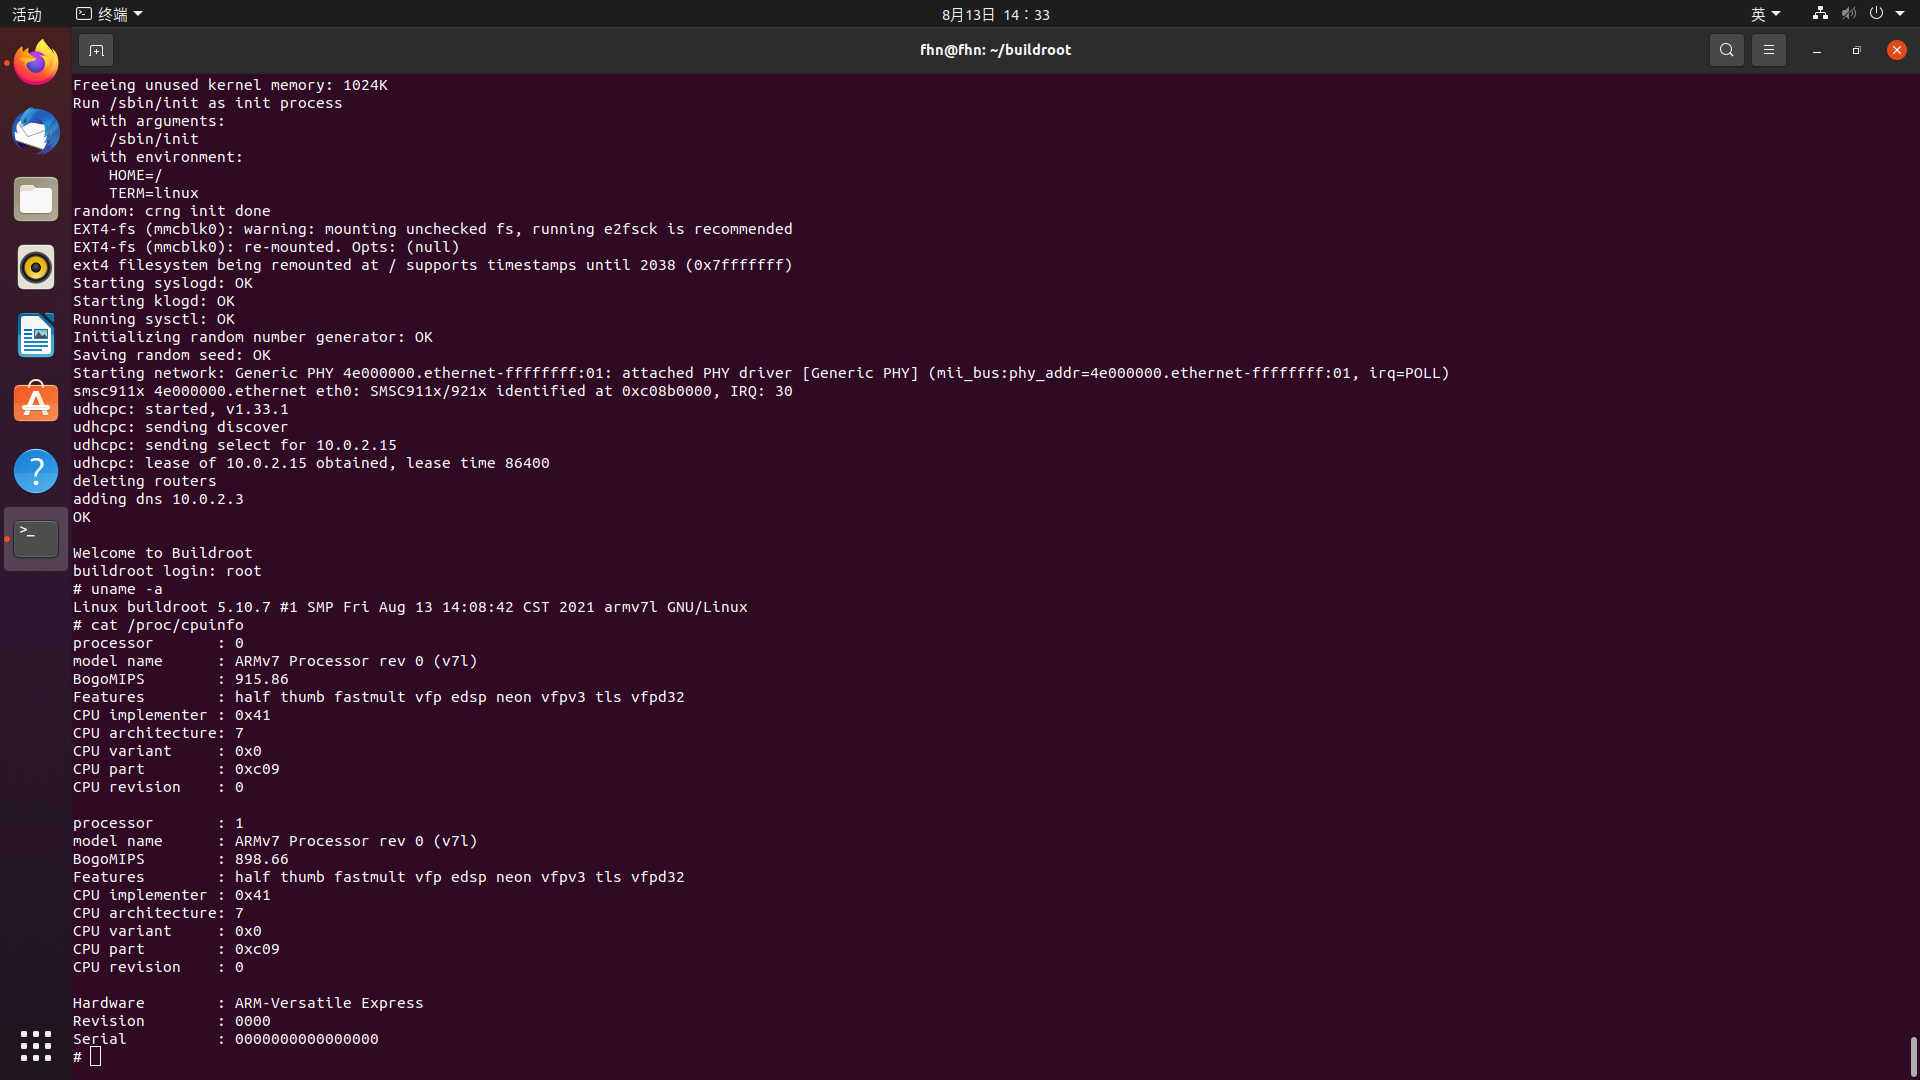 活动
终端
8月13日 14：33
英
fhn@fhn: ~/buildroot
Freeing unused kernel memory: 1024K
Run /sbin/init as init process
  with arguments:
    /sbin/init
  with environment:
    HOME=/
    TERM=linux
random: crng init done
EXT4-fs (mmcblk0): warning: mounting unchecked fs, running e2fsck is recommended
EXT4-fs (mmcblk0): re-mounted. Opts: (null)
ext4 filesystem being remounted at / supports timestamps until 2038 (0x7fffffff)
Starting syslogd: OK
Starting klogd: OK
Running sysctl: OK
Initializing random number generator: OK
Saving random seed: OK
Starting network: Generic PHY 4e000000.ethernet-ffffffff:01: attached PHY driver [Generic PHY] (mii_bus:phy_addr=4e000000.ethernet-ffffffff:01, irq=POLL)
smsc911x 4e000000.ethernet eth0: SMSC911x/921x identified at 0xc08b0000, IRQ: 30
udhcpc: started, v1.33.1
udhcpc: sending discover
udhcpc: sending select for 10.0.2.15
udhcpc: lease of 10.0.2.15 obtained, lease time 86400
deleting routers
adding dns 10.0.2.3
OK

Welcome to Buildroot
buildroot login: root
# uname -a
Linux buildroot 5.10.7 #1 SMP Fri Aug 13 14:08:42 CST 2021 armv7l GNU/Linux
# cat /proc/cpuinfo
processor       : 0
model name      : ARMv7 Processor rev 0 (v7l)
BogoMIPS        : 915.86
Features        : half thumb fastmult vfp edsp neon vfpv3 tls vfpd32
CPU implementer : 0x41
CPU architecture: 7
CPU variant     : 0x0
CPU part        : 0xc09
CPU revision    : 0

processor       : 1
model name      : ARMv7 Processor rev 0 (v7l)
BogoMIPS        : 898.66
Features        : half thumb fastmult vfp edsp neon vfpv3 tls vfpd32
CPU implementer : 0x41
CPU architecture: 7
CPU variant     : 0x0
CPU part        : 0xc09
CPU revision    : 0

Hardware        : ARM-Versatile Express
Revision        : 0000
Serial          : 0000000000000000
#